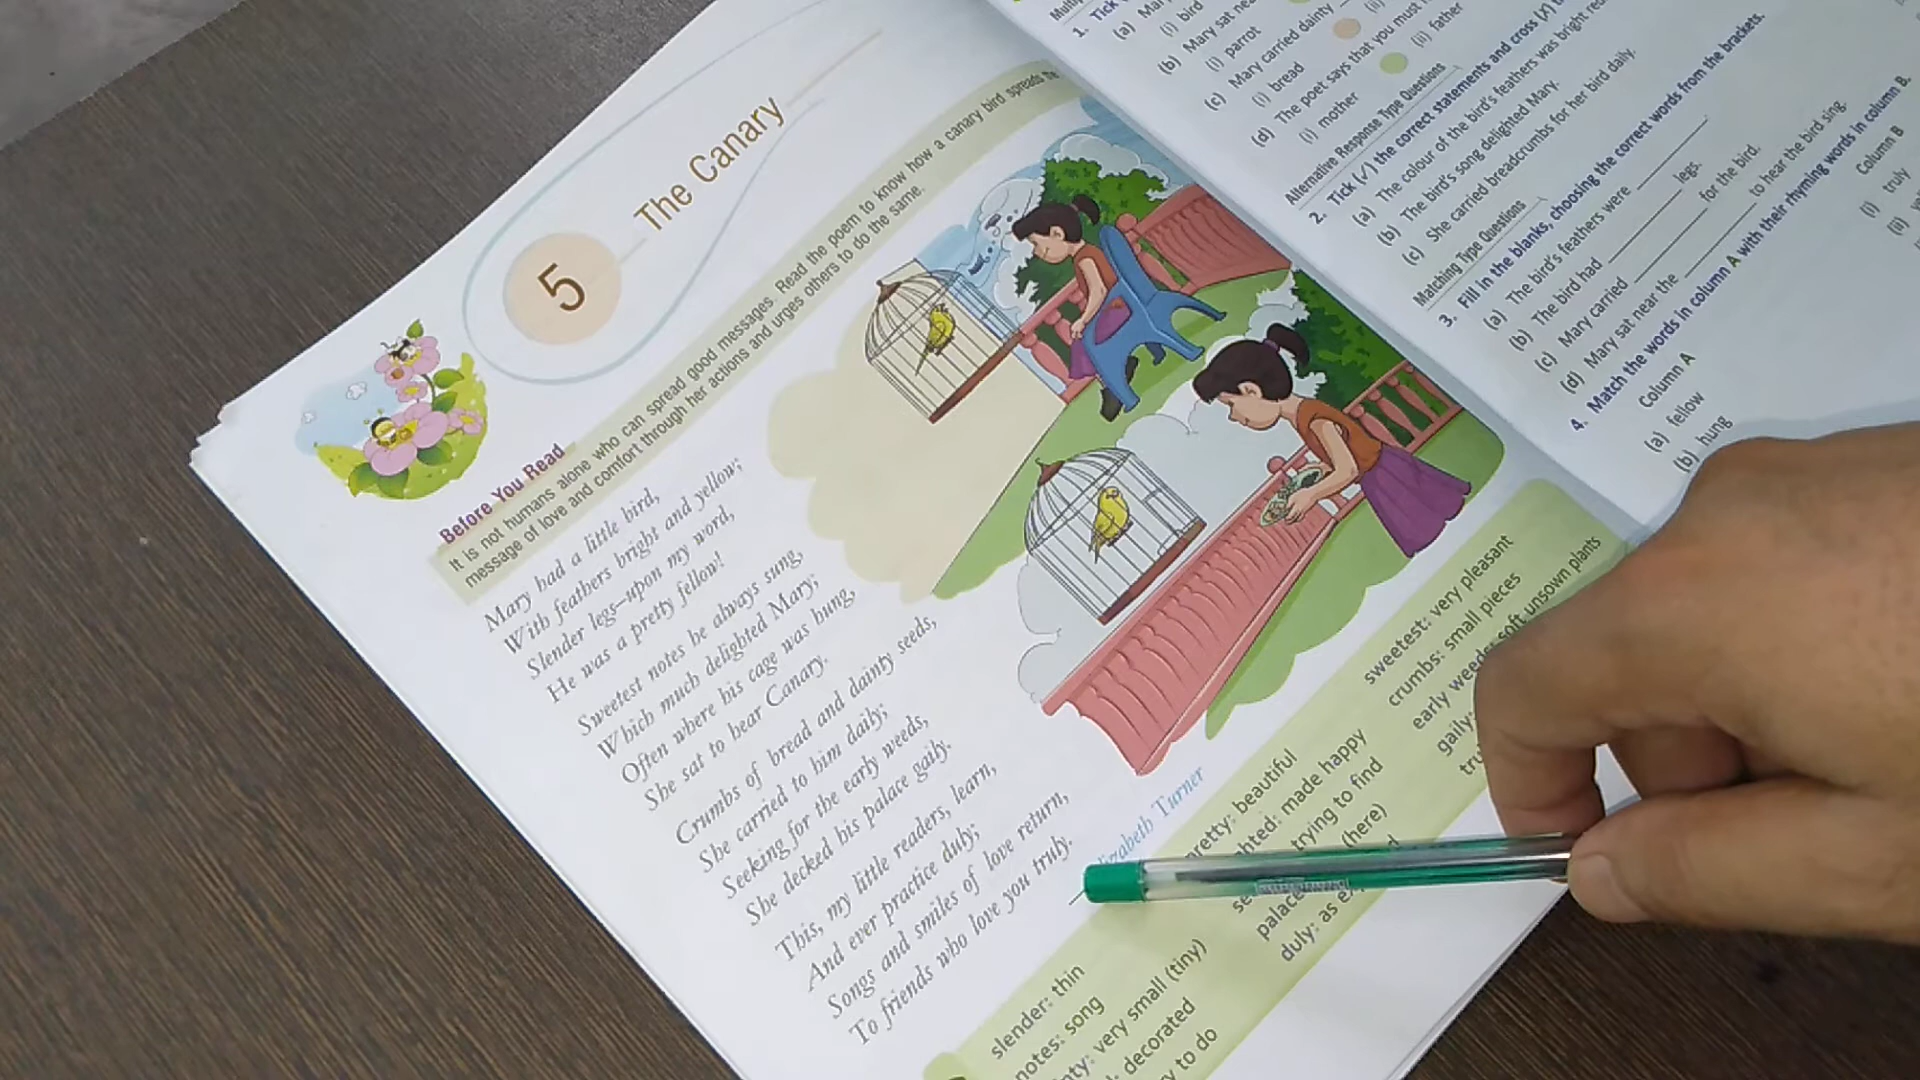 5
The Canary
Before You Read
It is not humans alone who can spread good messages. Read the poem to know how a canary bird spreads the
message of love and comfort through her actions and urges others to do the same.
Mary had a little bird,
With feathers bright and yellow;
Slender legs–upon my word,
He was a pretty fellow!
Sweetest notes he always sung,
Which much delighted Mary;
Often where his cage was hung,
She sat to hear Canary.
Crumbs of bread and dainty seeds,
She carried to him daily;
Seeking for the early weeds,
She decked his palace gaily.
This, my little readers, learn,
And ever practice duly;
Songs and smiles of love return,
To friends who love you truly.
Turner
slender: thin
notes: song
very small (tiny)
decorated
to do
pretty: beautiful
made happy
trying to find
palace (here)
duly: as
sweetest: very pleasant
crumbs: small pieces
early weeds: soft unsown plants
gaily:
1. Tick
(a)
(i) bird
(b) Mary sat near
(i) parrot
(c) Mary carried dainty
(i) bread
(ii)
(d) The poet says that you must
(i) mother
(ii) father
Alternative Response Type Questions
2. Tick (✓) the correct statements and cross (✗)
(a) The colour of the bird's feathers was bright red
(b) The bird's song delighted Mary.
(c) She carried breadcrumbs for her bird daily.
Matching Type Questions
3. Fill in the blanks, choosing the correct words from the brackets.
(a) The bird's feathers were
(b) The bird had legs.
(c) Mary carried for the bird.
(d) Mary sat near the to hear the bird sing.
4. Match the words in column A with their rhyming words in column B.
Column A
Column B
(a) fellow
(i) truly
(b) hung
(ii)